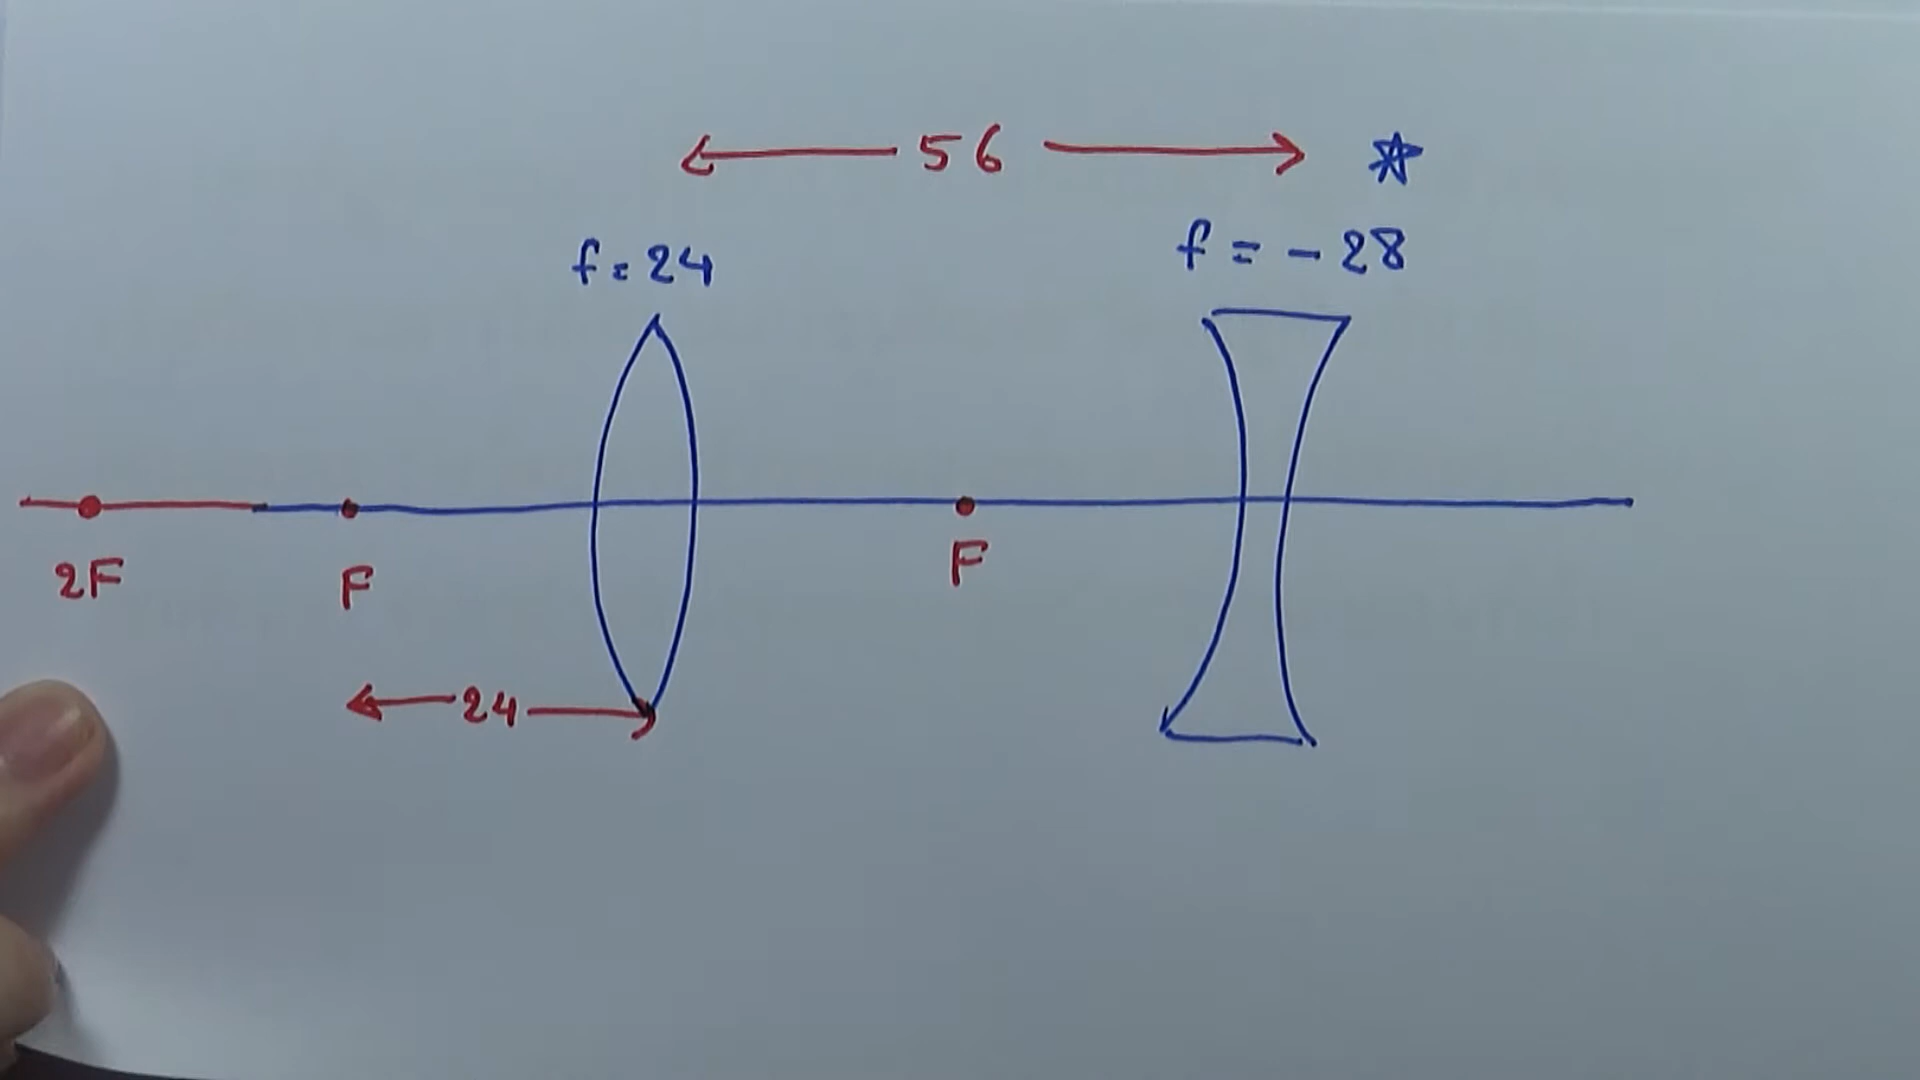 56
f = 24
f = - 28
2F
F
F
24